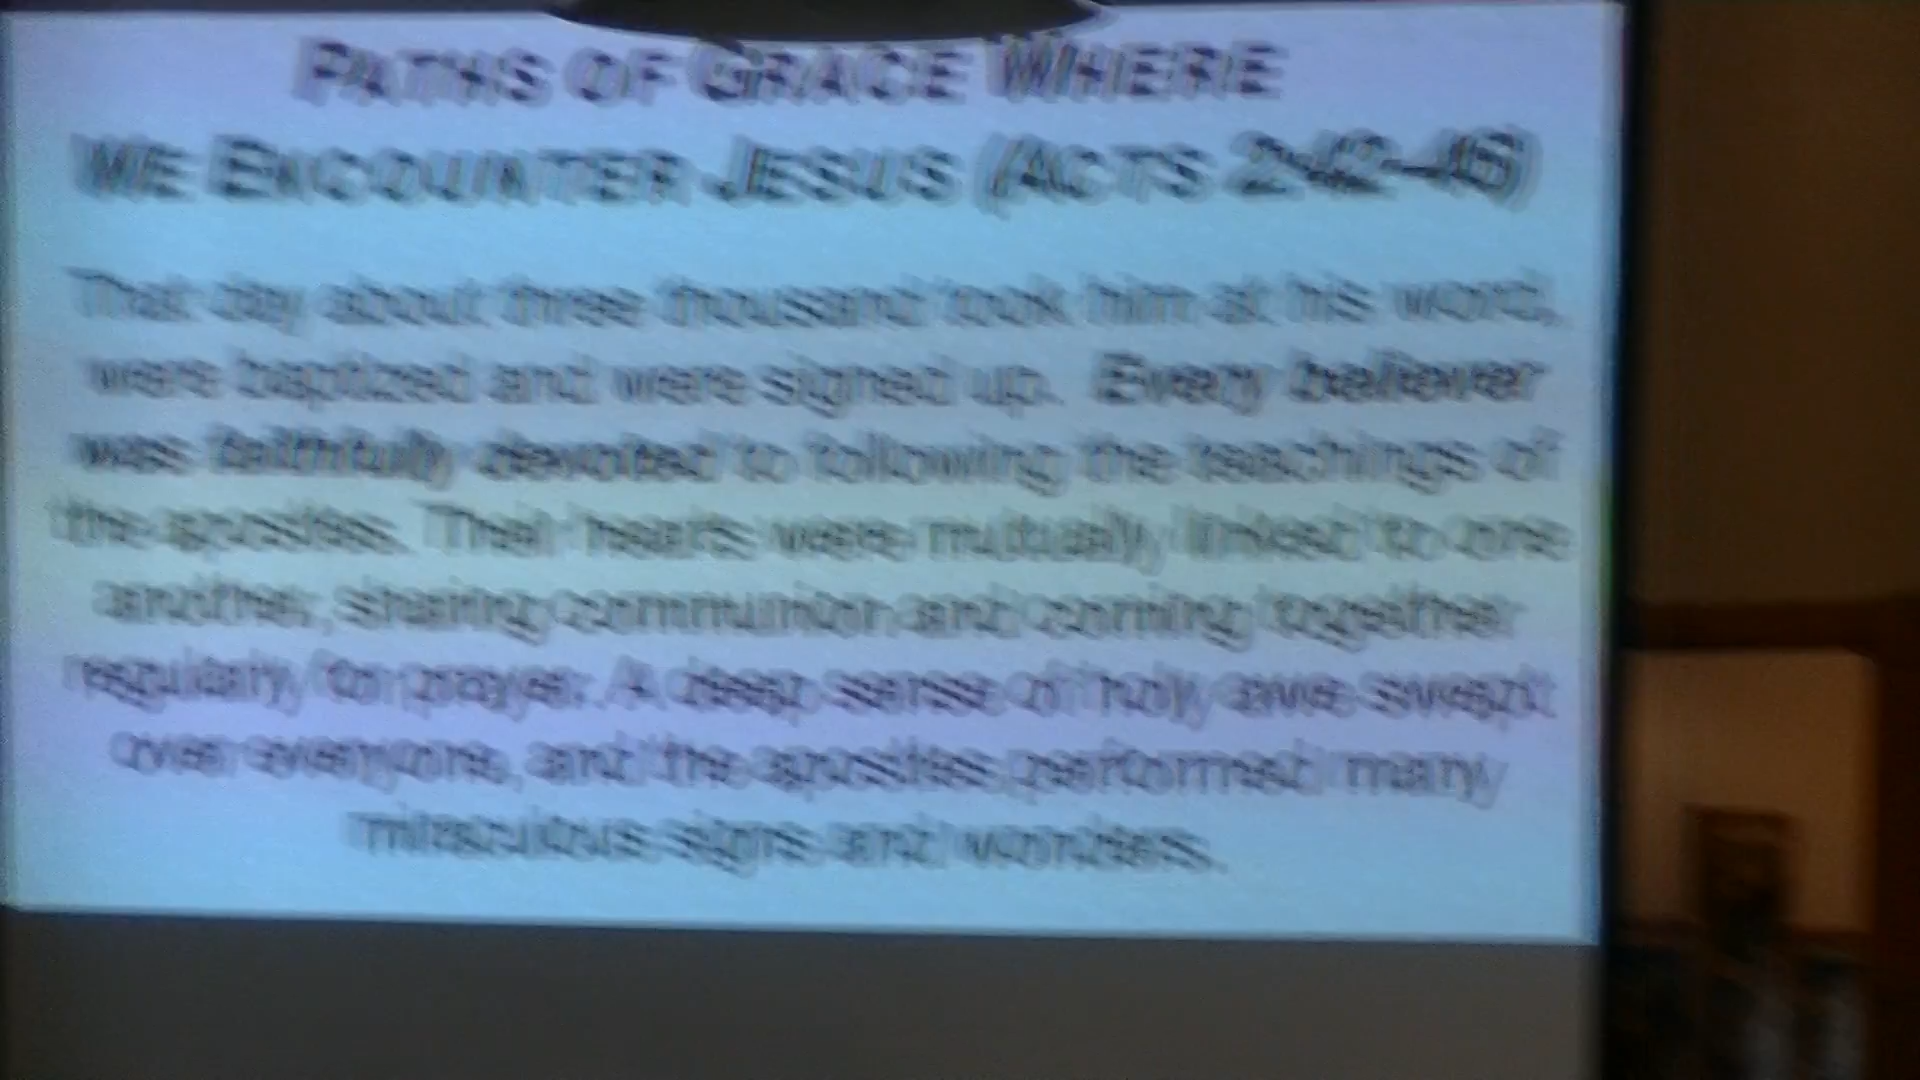 PATHS OF GRACE WHERE
WE ENCOUNTER JESUS (ACTS 2:42-46)
That day about three thousand took him at his word,
were baptized and were signed up. Every believer
was faithfully devoted to following the teachings of
the apostles. Their hearts were mutually linked to one
another, sharing communion and coming together
regularly for prayer. A deep sense of holy awe swept
over everyone, and the apostles performed many
miraculous signs and wonders.